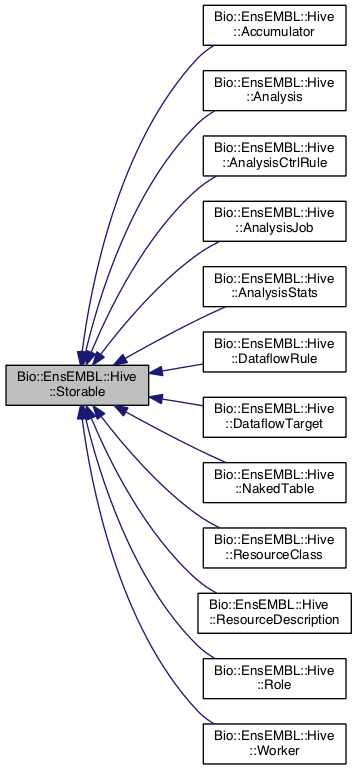 Bio::EnsEMBL::Hive
::Accumulator
Bio::EnsEMBL::Hive
::Analysis
Bio::EnsEMBL::Hive
::AnalysisCtrlRule
Bio::EnsEMBL::Hive
::AnalysisJob
Bio::EnsEMBL::Hive
::AnalysisStats
Bio::EnsEMBL::Hive
::DataflowRule
Bio::EnsEMBL::Hive
::Storable
Bio::EnsEMBL::Hive
::DataflowTarget
Bio::EnsEMBL::Hive
::NakedTable
Bio::EnsEMBL::Hive
::ResourceClass
Bio::EnsEMBL::Hive
::ResourceDescription
Bio::EnsEMBL::Hive
::Role
Bio::EnsEMBL::Hive
::Worker